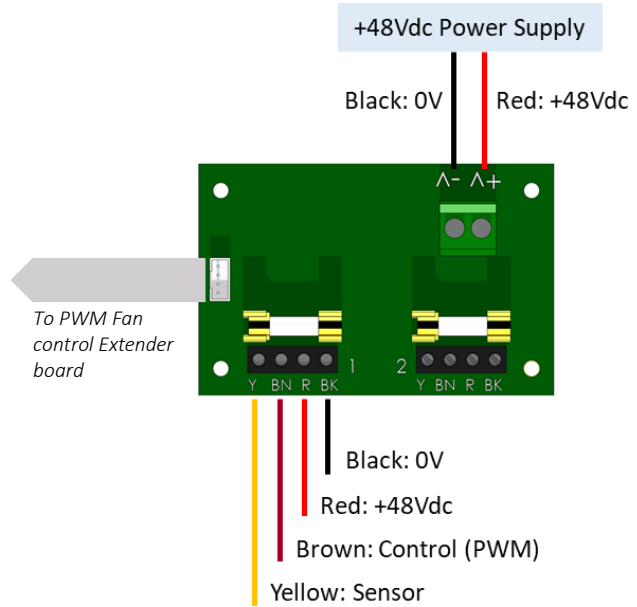 +48Vdc Power Supply
Black: 0V
Red: +48Vdc
V- V+
To PWM Fan
control Extender
board
1
2
Y BN R BK
Y BN R BK
Black: 0V
Red: +48Vdc
Brown: Control (PWM)
Yellow: Sensor